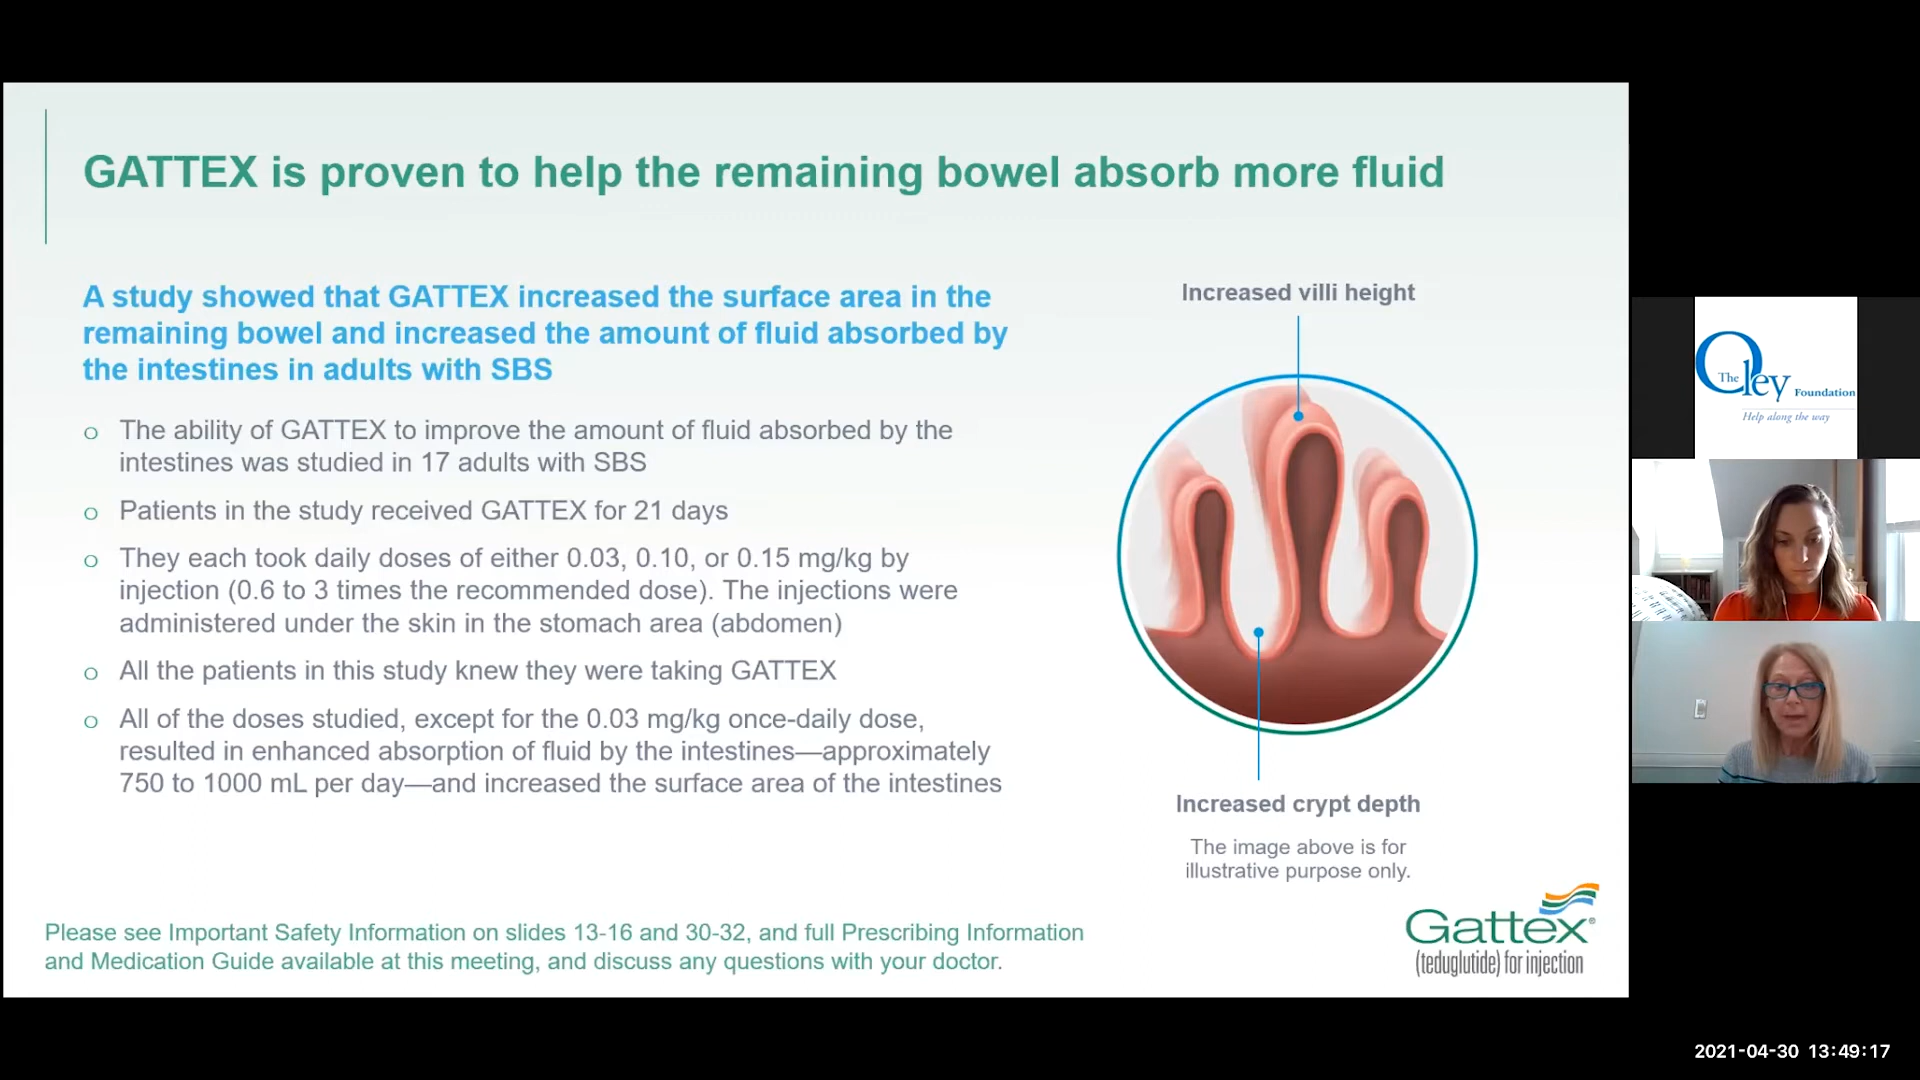 GATTEX is proven to help the remaining bowel absorb more fluid
A study showed that GATTEX increased the surface area in the
remaining bowel and increased the amount of fluid absorbed by
the intestines in adults with SBS
o The ability of GATTEX to improve the amount of fluid absorbed by the
intestines was studied in 17 adults with SBS
o Patients in the study received GATTEX for 21 days
o They each took daily doses of either 0.03, 0.10, or 0.15 mg/kg by
injection (0.6 to 3 times the recommended dose). The injections were
administered under the skin in the stomach area (abdomen)
o All the patients in this study knew they were taking GATTEX
o All of the doses studied, except for the 0.03 mg/kg once-daily dose,
resulted in enhanced absorption of fluid by the intestines—approximately
750 to 1000 mL per day—and increased the surface area of the intestines
Increased villi height
Increased crypt depth
The image above is for
illustrative purpose only.
Please see Important Safety Information on slides 13-16 and 30-32, and full Prescribing Information
and Medication Guide available at this meeting, and discuss any questions with your doctor.
Gattex®
(teduglutide) for injection
The Oley Foundation
Help along the way
2021-04-30 13:49:17